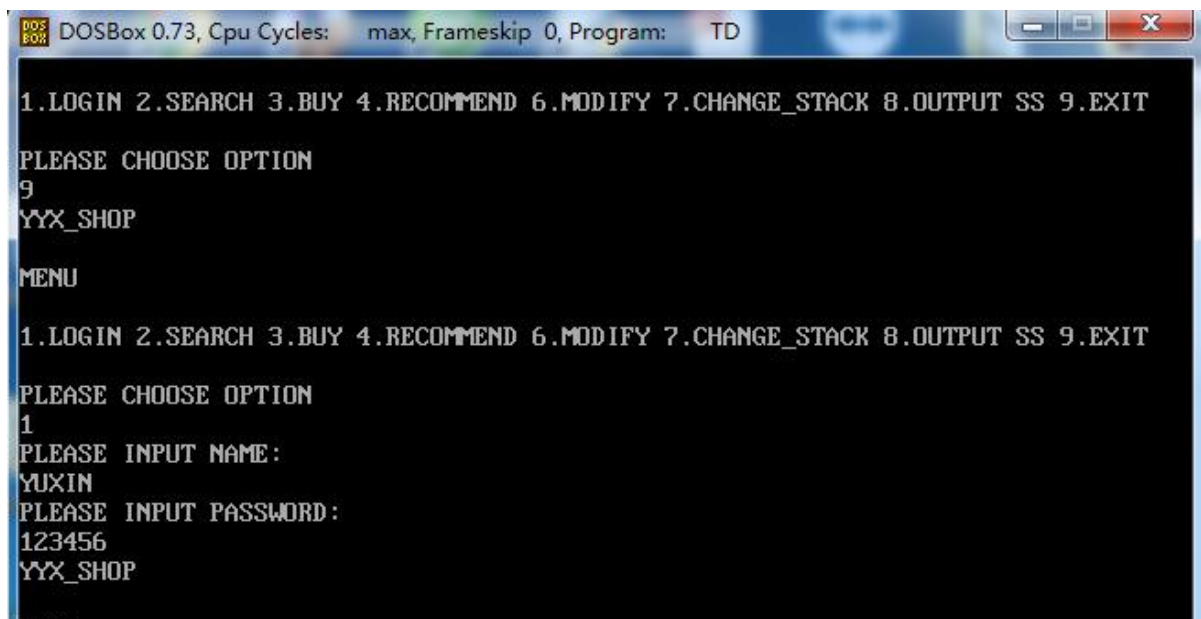 DOSBox 0.73, Cpu Cycles: max, Frameskip 0, Program: TD
1.LOGIN 2.SEARCH 3.BUY 4.RECOMMEND 6.MODIFY 7.CHANGE_STACK 8.OUTPUT SS 9.EXIT
PLEASE CHOOSE OPTION
9
YYX_SHOP
MENU
1.LOGIN 2.SEARCH 3.BUY 4.RECOMMEND 6.MODIFY 7.CHANGE_STACK 8.OUTPUT SS 9.EXIT
PLEASE CHOOSE OPTION
1
PLEASE INPUT NAME:
YUXIN
PLEASE INPUT PASSWORD:
123456
YYX_SHOP